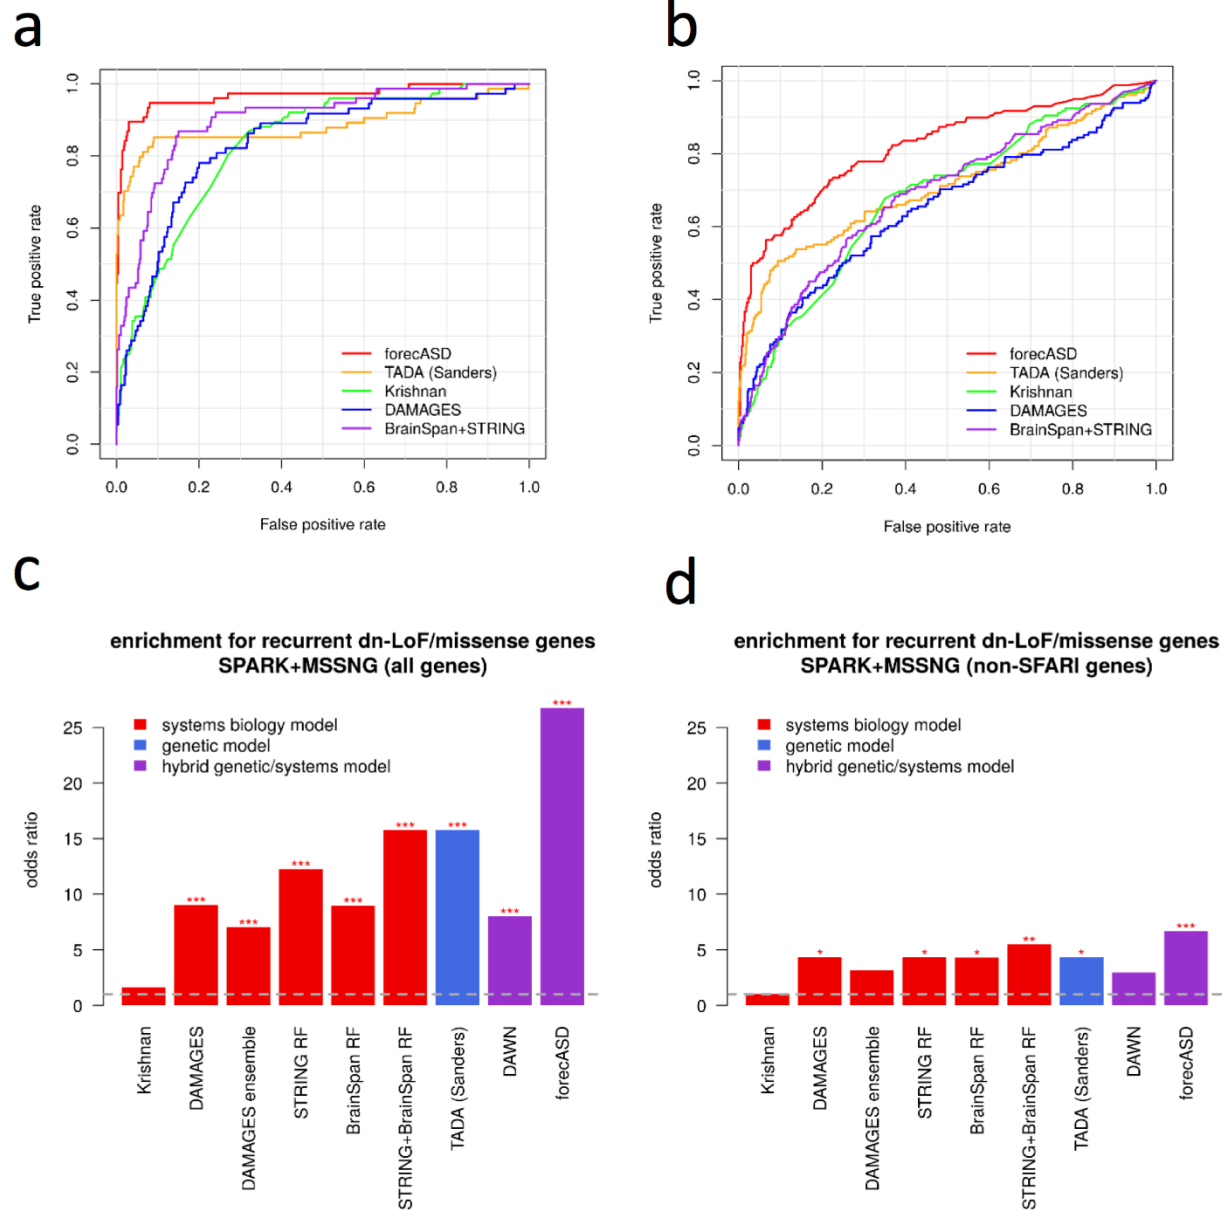 a
True positive rate
1.0
0.8
0.6
0.4
0.2
0.0
forecASD
TADA (Sanders)
Krishnan
DAMAGES
BrainSpan+STRING
0.0 0.2 0.4 0.6 0.8 1.0
False positive rate
b
True positive rate
1.0
0.8
0.6
0.4
0.2
0.0
forecASD
TADA (Sanders)
Krishnan
DAMAGES
BrainSpan+STRING
0.0 0.2 0.4 0.6 0.8 1.0
False positive rate
c
enrichment for recurrent dn-LoF/missense genes
SPARK+MSSNG (all genes)
systems biology model
genetic model
hybrid genetic/systems model
odds ratio
25
20
15
10
5
0
***
***
***
***
***
***
***
***
Krishnan
DAMAGES
DAMAGES ensemble
STRING RF
BrainSpan RF
STRING+BrainSpan RF
TADA (Sanders)
DAWN
forecASD
d
enrichment for recurrent dn-LoF/missense genes
SPARK+MSSNG (non-SFARI genes)
systems biology model
genetic model
hybrid genetic/systems model
odds ratio
25
20
15
10
5
0
*
*
*
**
*
***
Krishnan
DAMAGES
DAMAGES ensemble
STRING RF
BrainSpan RF
STRING+BrainSpan RF
TADA (Sanders)
DAWN
forecASD